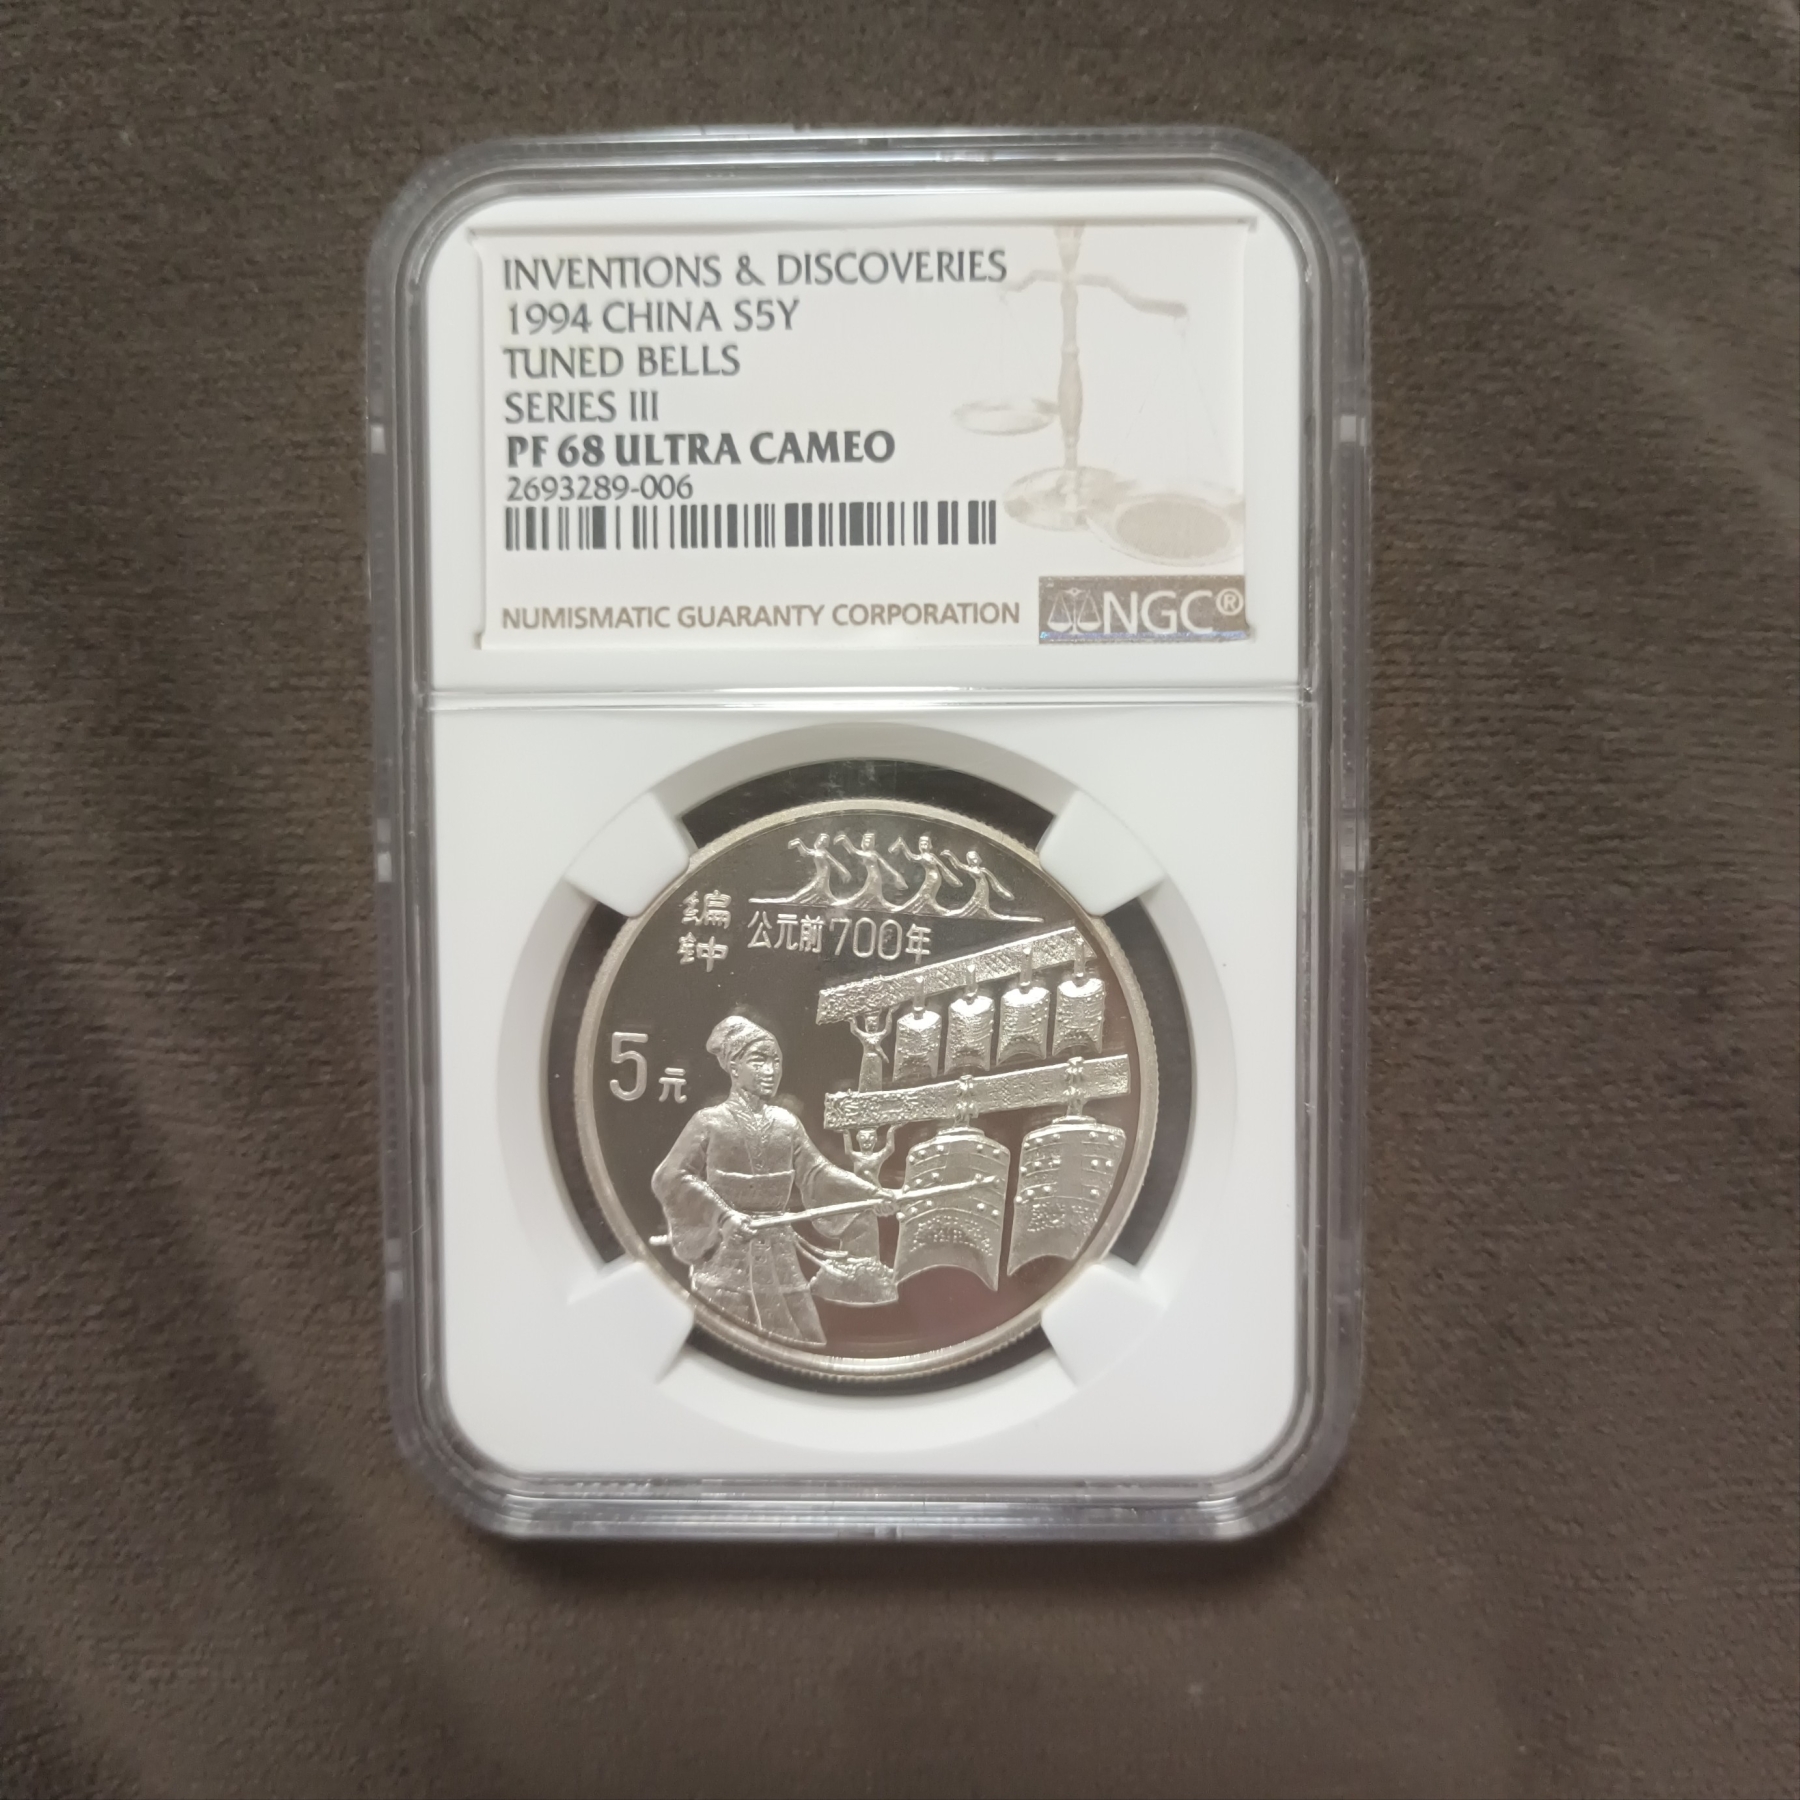 INVENTIONS & DISCOVERIES
1994 CHINA S5Y
TUNED BELLS
SERIES III
PF 68 ULTRA CAMEO
2693289-006
NUMISMATIC GUARANTY CORPORATION
NGC®
编钟
公元前700年
5元